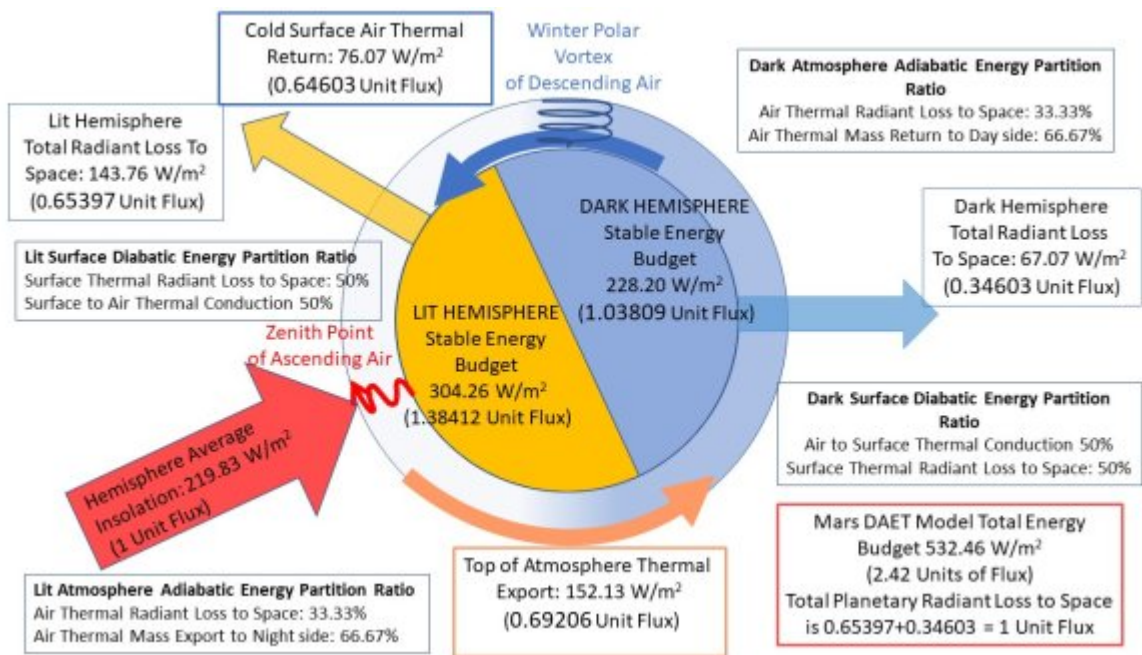 Cold Surface Air Thermal
Return: 76.07 W/m²
(0.64603 Unit Flux)
Winter Polar
Vortex
of Descending Air
Dark Atmosphere Adiabatic Energy Partition
Ratio
Air Thermal Radiant Loss to Space: 33.33%
Air Thermal Mass Return to Day side: 66.67%
Lit Hemisphere
Total Radiant Loss To
Space: 143.76 W/m²
(0.65397 Unit Flux)
DARK HEMISPHERE
Stable Energy
Budget
228.20 W/m²
(1.03809 Unit Flux)
Dark Hemisphere
Total Radiant Loss
To Space: 67.07 W/m²
(0.34603 Unit Flux)
Lit Surface Diabatic Energy Partition Ratio
Surface Thermal Radiant Loss to Space: 50%
Surface to Air Thermal Conduction 50%
LIT HEMISPHERE
Stable Energy
Budget
304.26 W/m²
(1.38412 Unit Flux)
Zenith Point
of Ascending Air
Hemisphere Average
Insolation: 219.83 W/m²
(1 Unit Flux)
Dark Surface Diabatic Energy Partition
Ratio
Air to Surface Thermal Conduction 50%
Surface Thermal Radiant Loss to Space: 50%
Lit Atmosphere Adiabatic Energy Partition Ratio
Air Thermal Radiant Loss to Space: 33.33%
Air Thermal Mass Export to Night side: 66.67%
Top of Atmosphere Thermal
Export: 152.13 W/m²
(0.69206 Unit Flux)
Mars DAET Model Total Energy
Budget 532.46 W/m²
(2.42 Units of Flux)
Total Planetary Radiant Loss to Space
is 0.65397+0.34603 = 1 Unit Flux